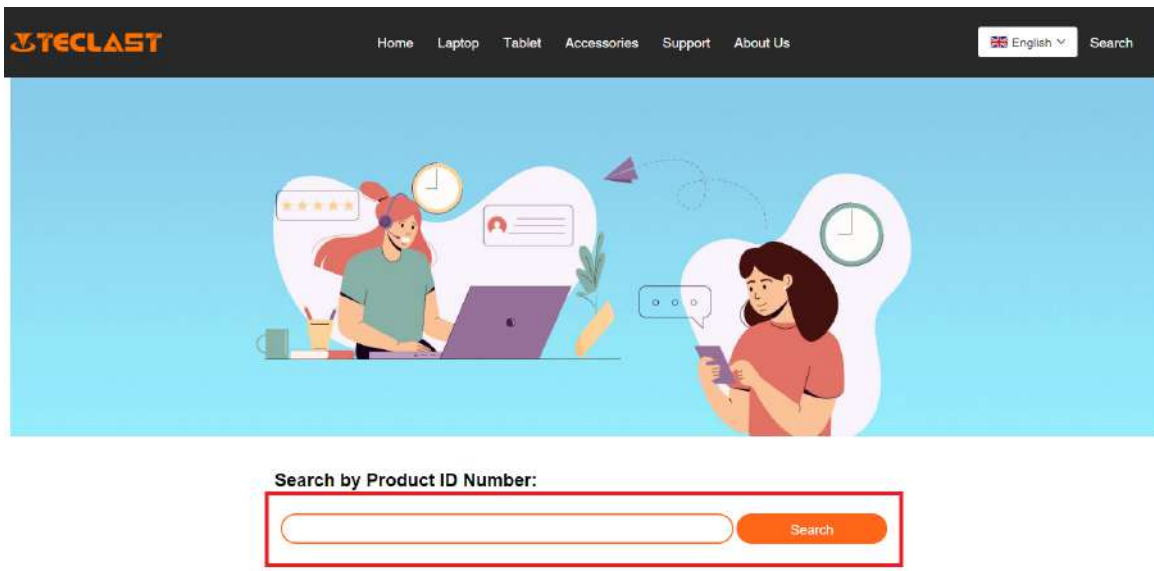 TECLAST
Home Laptop Tablet Accessories Support About Us English Search
Search by Product ID Number:
Search